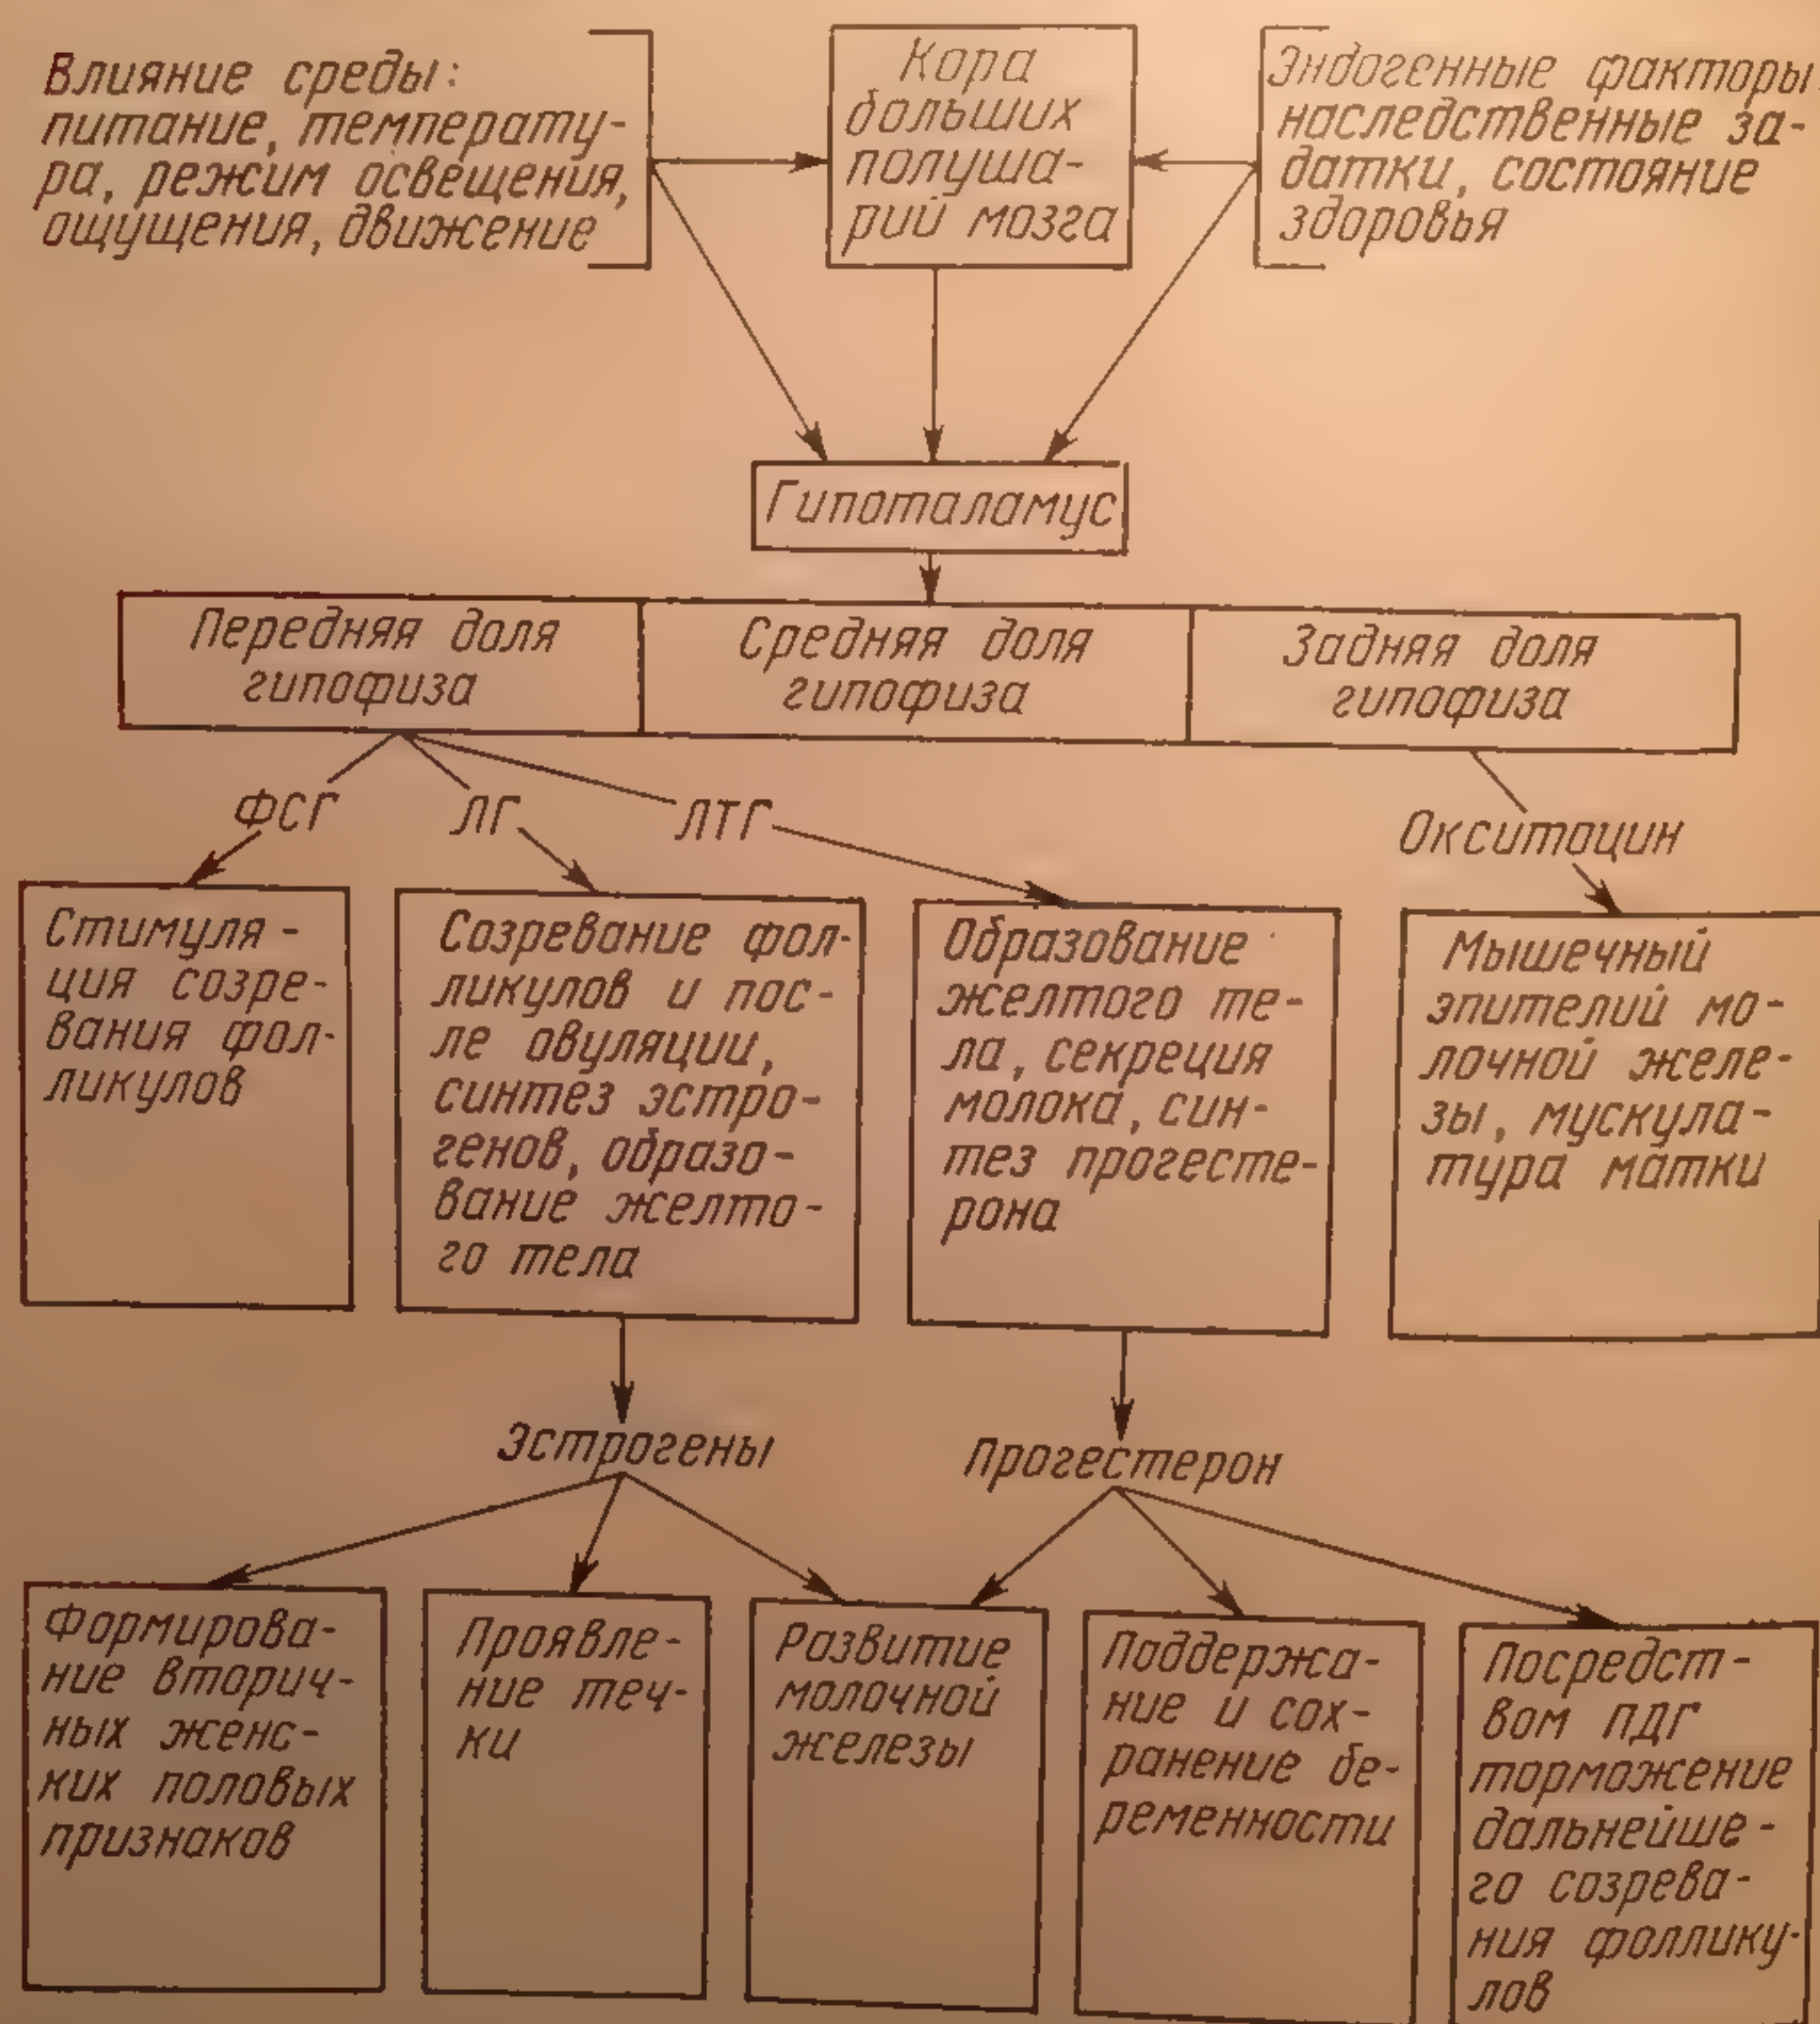 Влияние среды:
питание, температу-
ра, режим освещения,
ощущения, движение
Кора
больших
полуша-
рий мозга
Эндогенные факторы:
наследственные за-
датки, состояние
здоровья
Гипоталамус
Передняя доля
гипофиза
Средняя доля
гипофиза
Задняя доля
гипофиза
ФСГ
ЛГ
ЛТГ
Окситоцин
Стимуля-
ция созре-
вания фол-
ликулов
Созревание фол-
ликулов и пос-
ле овуляции,
синтез эстро-
генов, образо-
вание желто-
го тела
Образование
желтого те-
ла, секреция
молока, син-
тез прогесте-
рона
Мышечный
эпителий мо-
лочной желе-
зы, мускула-
тура матки
Эстрогены
Прогестерон
Формирова-
ние вторич-
ных женс-
ких половых
признаков
Проявле-
ние теч-
ки
Развитие
молочной
железы
Поддержа-
ние и сох-
ранение бе-
ременности
Посредст-
вом ПДГ
торможение
дальнейше-
го созрева-
ния фоллику-
лов